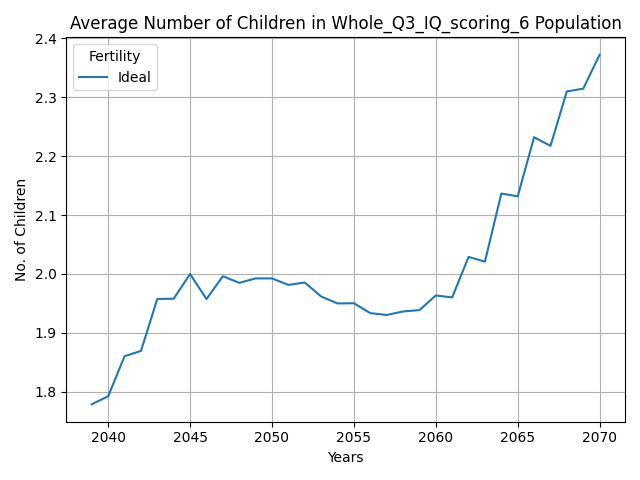 Average Number of Children in Whole_Q3_IQ_scoring_6 Population
Fertility
Ideal
No. of Children
2.4
2.3
2.2
2.1
2.0
1.9
1.8
2040 2045 2050 2055 2060 2065 2070
Years